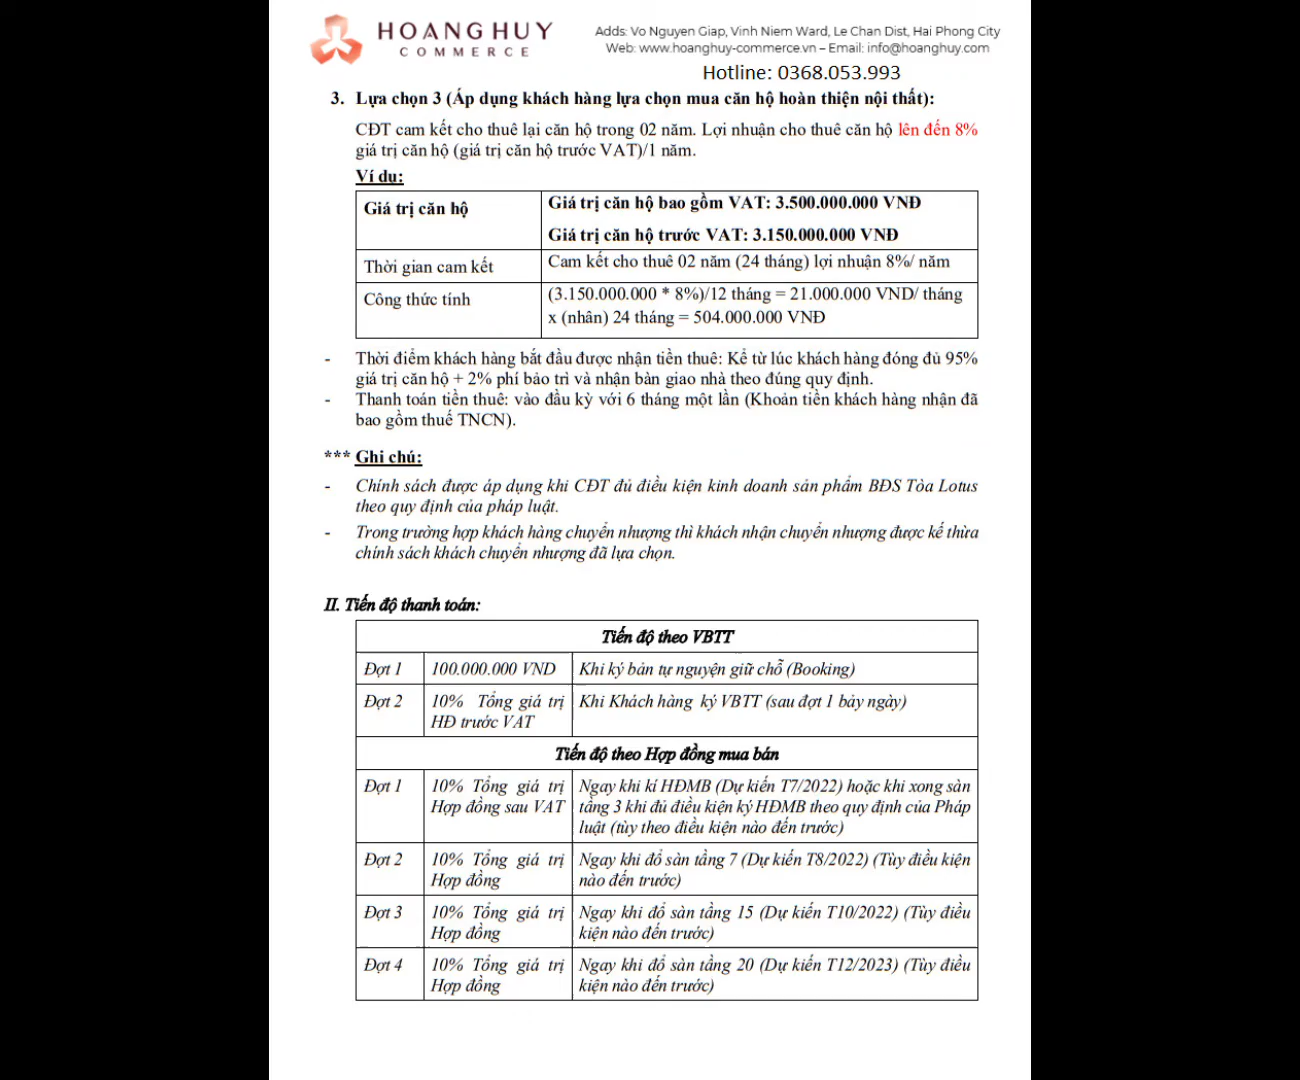 HOANG HUY
COMMERCE
Adds: Vo Nguyen Giap, Vinh Niem Ward, Le Chan Dist, Hai Phong City
Web: www.hoanghuy-commerce.vn – Email: info@hoanghuy.com
Hotline: 0368.053.993
3. Lựa chọn 3 (Áp dụng khách hàng lựa chọn mua căn hộ hoàn thiện nội thất):
CĐT cam kết cho thuê lại căn hộ trong 02 năm. Lợi nhuận cho thuê căn hộ lên đến 8%
giá trị căn hộ (giá trị căn hộ trước VAT)/1 năm.
Ví dụ:
Giá trị căn hộ
Giá trị căn hộ bao gồm VAT: 3.500.000.000 VNĐ
Giá trị căn hộ trước VAT: 3.150.000.000 VNĐ
Thời gian cam kết
Cam kết cho thuê 02 năm (24 tháng) lợi nhuận 8%/ năm
Công thức tính
(3.150.000.000 * 8%)/12 tháng = 21.000.000 VND/ tháng
x (nhân) 24 tháng = 504.000.000 VNĐ
- Thời điểm khách hàng bắt đầu được nhận tiền thuê: Kể từ lúc khách hàng đóng đủ 95%
giá trị căn hộ + 2% phí bảo trì và nhận bàn giao nhà theo đúng quy định.
- Thanh toán tiền thuê: vào đầu kỳ với 6 tháng một lần (Khoản tiền khách hàng nhận đã
bao gồm thuế TNCN).
*** Ghi chú:
- Chính sách được áp dụng khi CĐT đủ điều kiện kinh doanh sản phẩm BĐS Tòa Lotus
theo quy định của pháp luật.
- Trong trường hợp khách hàng chuyển nhượng thì khách nhận chuyển nhượng được kế thừa
chính sách khách chuyển nhượng đã lựa chọn.
II. Tiến độ thanh toán:
Tiến độ theo VBTT
Đợt 1
100.000.000 VND
Khi ký bản tự nguyện giữ chỗ (Booking)
Đợt 2
10% Tổng giá trị
HĐ trước VAT
Khi Khách hàng ký VBTT (sau đợt 1 bảy ngày)
Tiến độ theo Hợp đồng mua bán
Đợt 1
10% Tổng giá trị
Hợp đồng sau VAT
Ngay khi kí HĐMB (Dự kiến T7/2022) hoặc khi xong sàn
tầng 3 khi đủ điều kiện ký HĐMB theo quy định của Pháp
luật (tùy theo điều kiện nào đến trước)
Đợt 2
10% Tổng giá trị
Hợp đồng
Ngay khi đổ sàn tầng 7 (Dự kiến T8/2022) (Tùy điều kiện
nào đến trước)
Đợt 3
10% Tổng giá trị
Hợp đồng
Ngay khi đổ sàn tầng 15 (Dự kiến T10/2022) (Tùy điều
kiện nào đến trước)
Đợt 4
10% Tổng giá trị
Hợp đồng
Ngay khi đổ sàn tầng 20 (Dự kiến T12/2023) (Tùy điều
kiện nào đến trước)